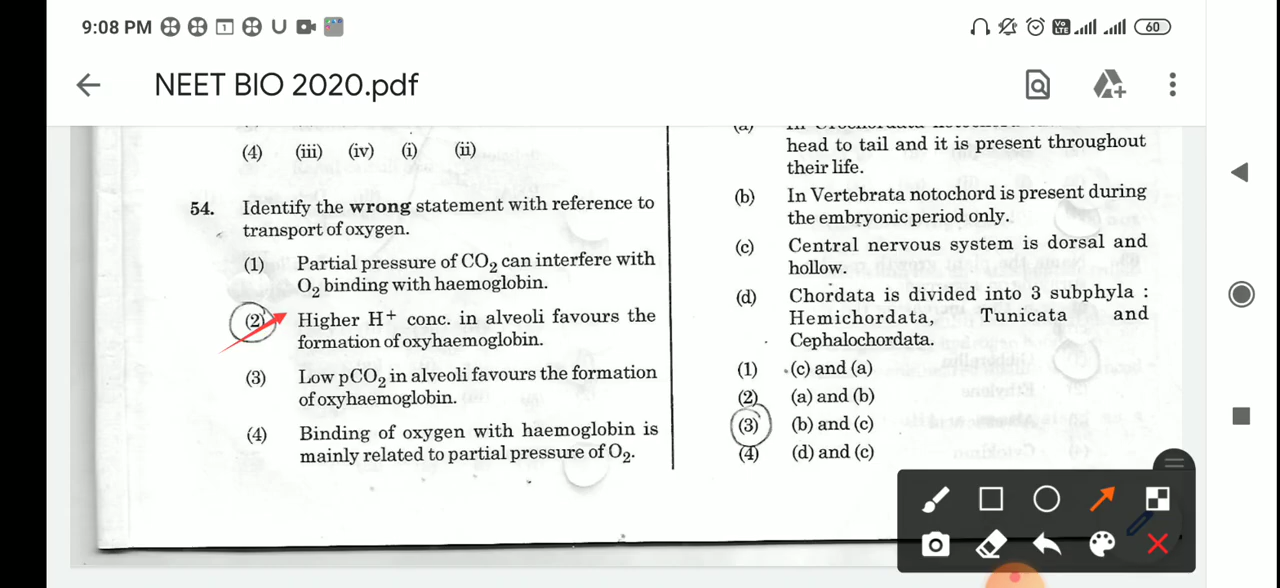 9:08 PM
60
NEET BIO 2020.pdf
(4) (iii) (iv) (i) (ii)
54. Identify the wrong statement with reference to
transport of oxygen.
(1) Partial pressure of CO2 can interfere with
O2 binding with haemoglobin.
(2) Higher H+ conc. in alveoli favours the
formation of oxyhaemoglobin.
(3) Low pCO2 in alveoli favours the formation
of oxyhaemoglobin.
(4) Binding of oxygen with haemoglobin is
mainly related to partial pressure of O2.
head to tail and it is present throughout
their life.
(b) In Vertebrata notochord is present during
the embryonic period only.
(c) Central nervous system is dorsal and
hollow.
(d) Chordata is divided into 3 subphyla :
Hemichordata, Tunicata and
Cephalochordata.
(1) (c) and (a)
(2) (a) and (b)
(3) (b) and (c)
(4) (d) and (c)